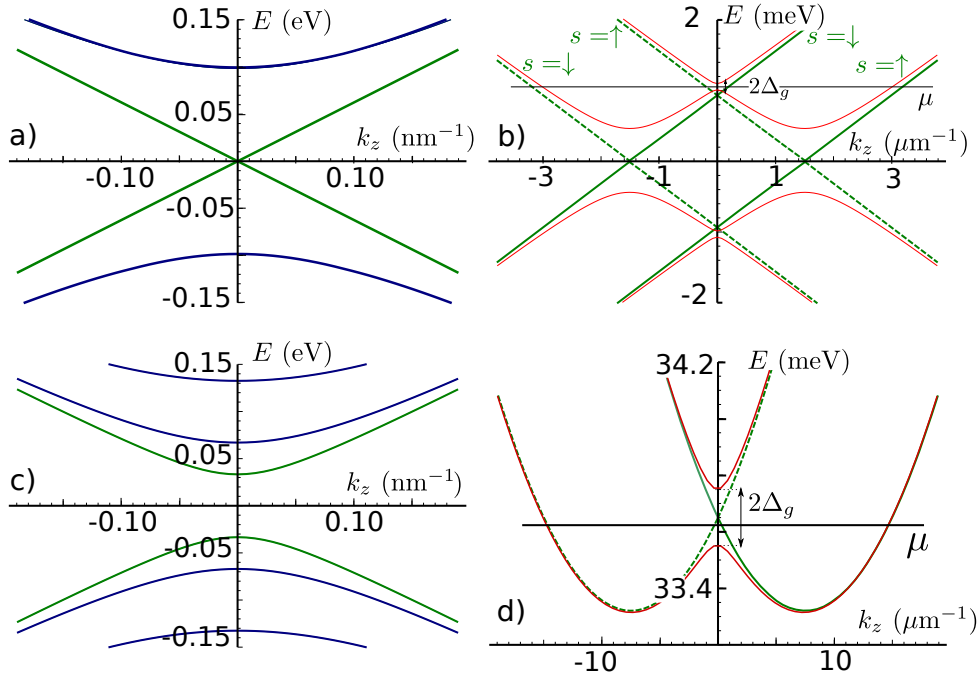 0.15 E (eV)
0.05
a) k_z (nm⁻¹)
-0.10 0.10
-0.05
-0.15
2 E (meV)
s =↑ s =↓
s =↓ s =↑
2Δ_g
μ
b) k_z (μm⁻¹)
-3 -1 1 3
-2
0.15 E (eV)
0.05
c) k_z (nm⁻¹)
-0.10 0.10
-0.05
-0.15
34.2 E (meV)
2Δ_g
μ
33.4
d) k_z (μm⁻¹)
-10 10